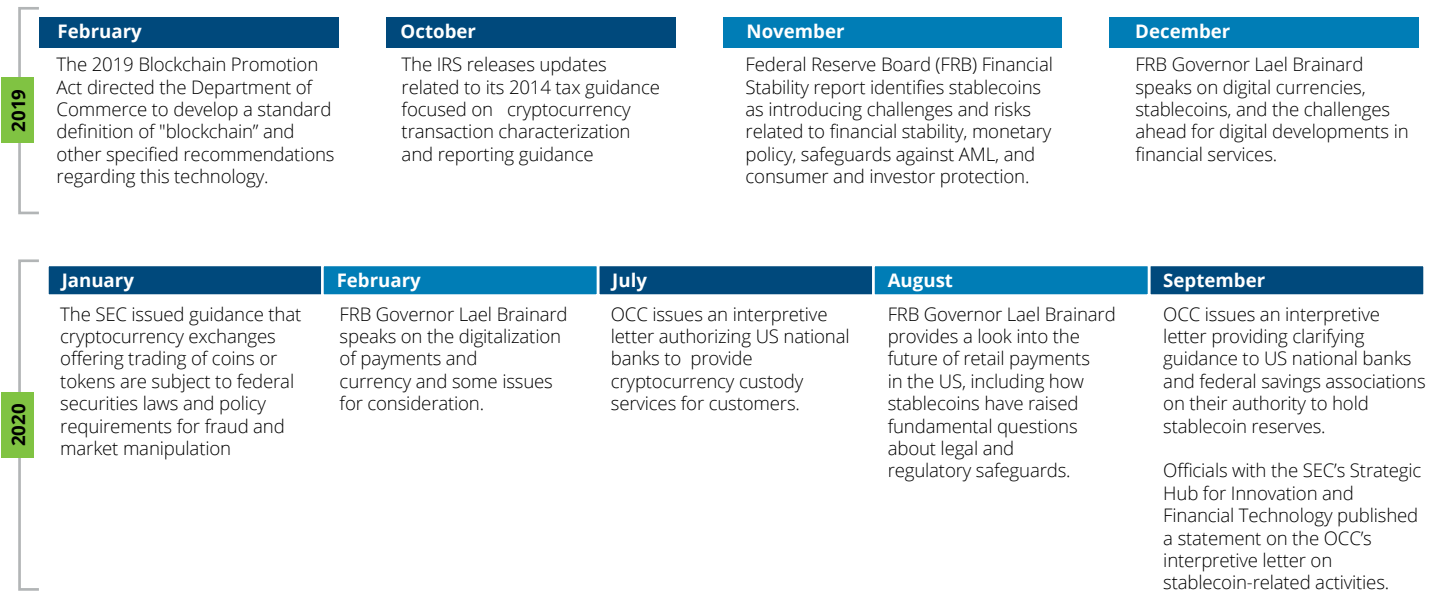 2019
February
The 2019 Blockchain Promotion
Act directed the Department of
Commerce to develop a standard
definition of "blockchain” and
other specified recommendations
regarding this technology.
October
The IRS releases updates
related to its 2014 tax guidance
focused on cryptocurrency
transaction characterization
and reporting guidance
November
Federal Reserve Board (FRB) Financial
Stability report identifies stablecoins
as introducing challenges and risks
related to financial stability, monetary
policy, safeguards against AML, and
consumer and investor protection.
December
FRB Governor Lael Brainard
speaks on digital currencies,
stablecoins, and the challenges
ahead for digital developments in
financial services.
2020
January
The SEC issued guidance that
cryptocurrency exchanges
offering trading of coins or
tokens are subject to federal
securities laws and policy
requirements for fraud and
market manipulation
February
FRB Governor Lael Brainard
speaks on the digitalization
of payments and
currency and some issues
for consideration.
July
OCC issues an interpretive
letter authorizing US national
banks to provide
cryptocurrency custody
services for customers.
August
FRB Governor Lael Brainard
provides a look into the
future of retail payments
in the US, including how
stablecoins have raised
fundamental questions
about legal and
regulatory safeguards.
September
OCC issues an interpretive
letter providing clarifying
guidance to US national banks
and federal savings associations
on their authority to hold
stablecoin reserves.
Officials with the SEC’s Strategic
Hub for Innovation and
Financial Technology published
a statement on the OCC’s
interpretive letter on
stablecoin-related activities.